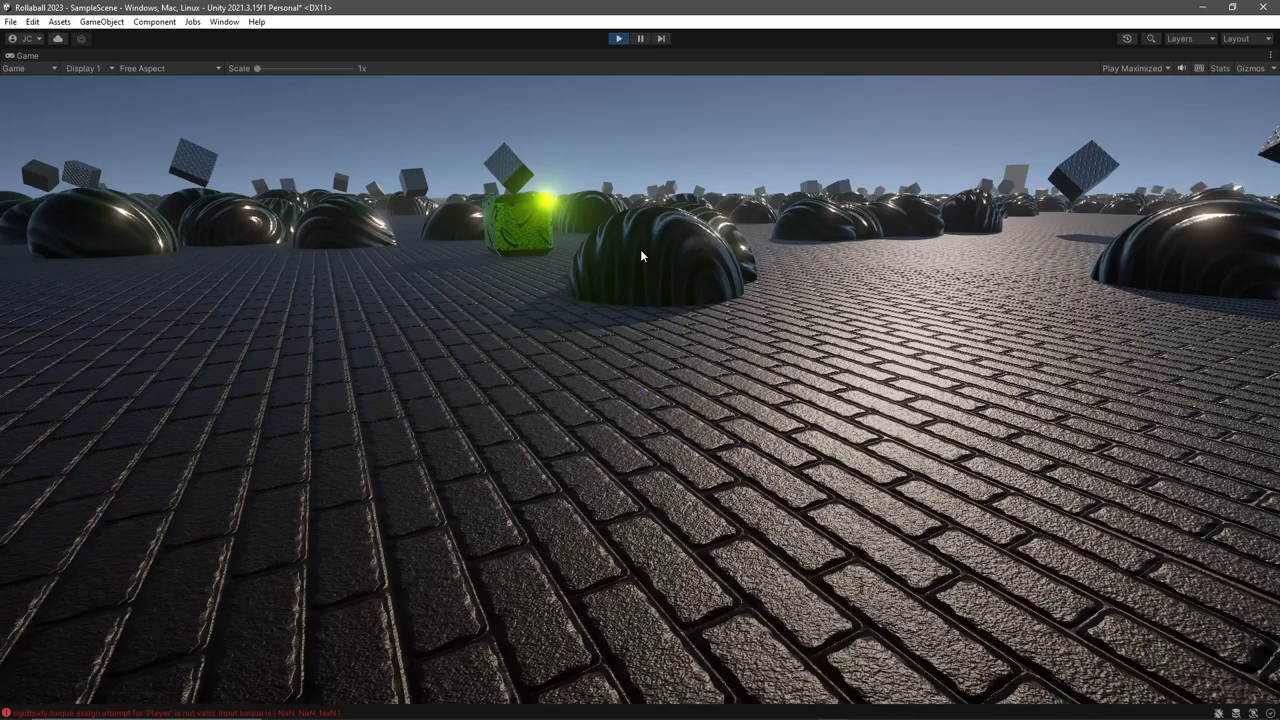 Rollaball 2023 - SampleScene - Windows, Mac, Linux - Unity 2021.3.15f1 Personal* <DX11>
File Edit Assets GameObject Component Jobs Window Help
JC Layers Layout
Game
Game Display 1 Free Aspect Scale 1x Play Maximized Stats Gizmos
rigidbody.torque assign attempt for 'Player' is not valid. Input torque is { NaN, NaN, NaN }.